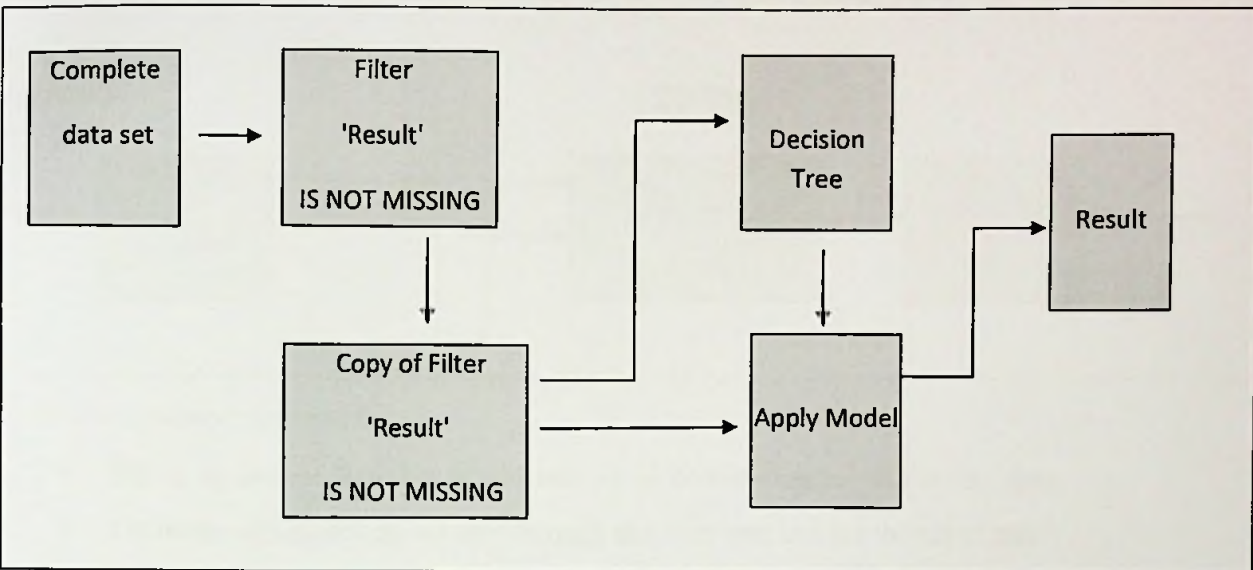 Complete
data set
Filter
'Result'
IS NOT MISSING
Copy of Filter
'Result'
IS NOT MISSING
Decision
Tree
Apply Model
Result